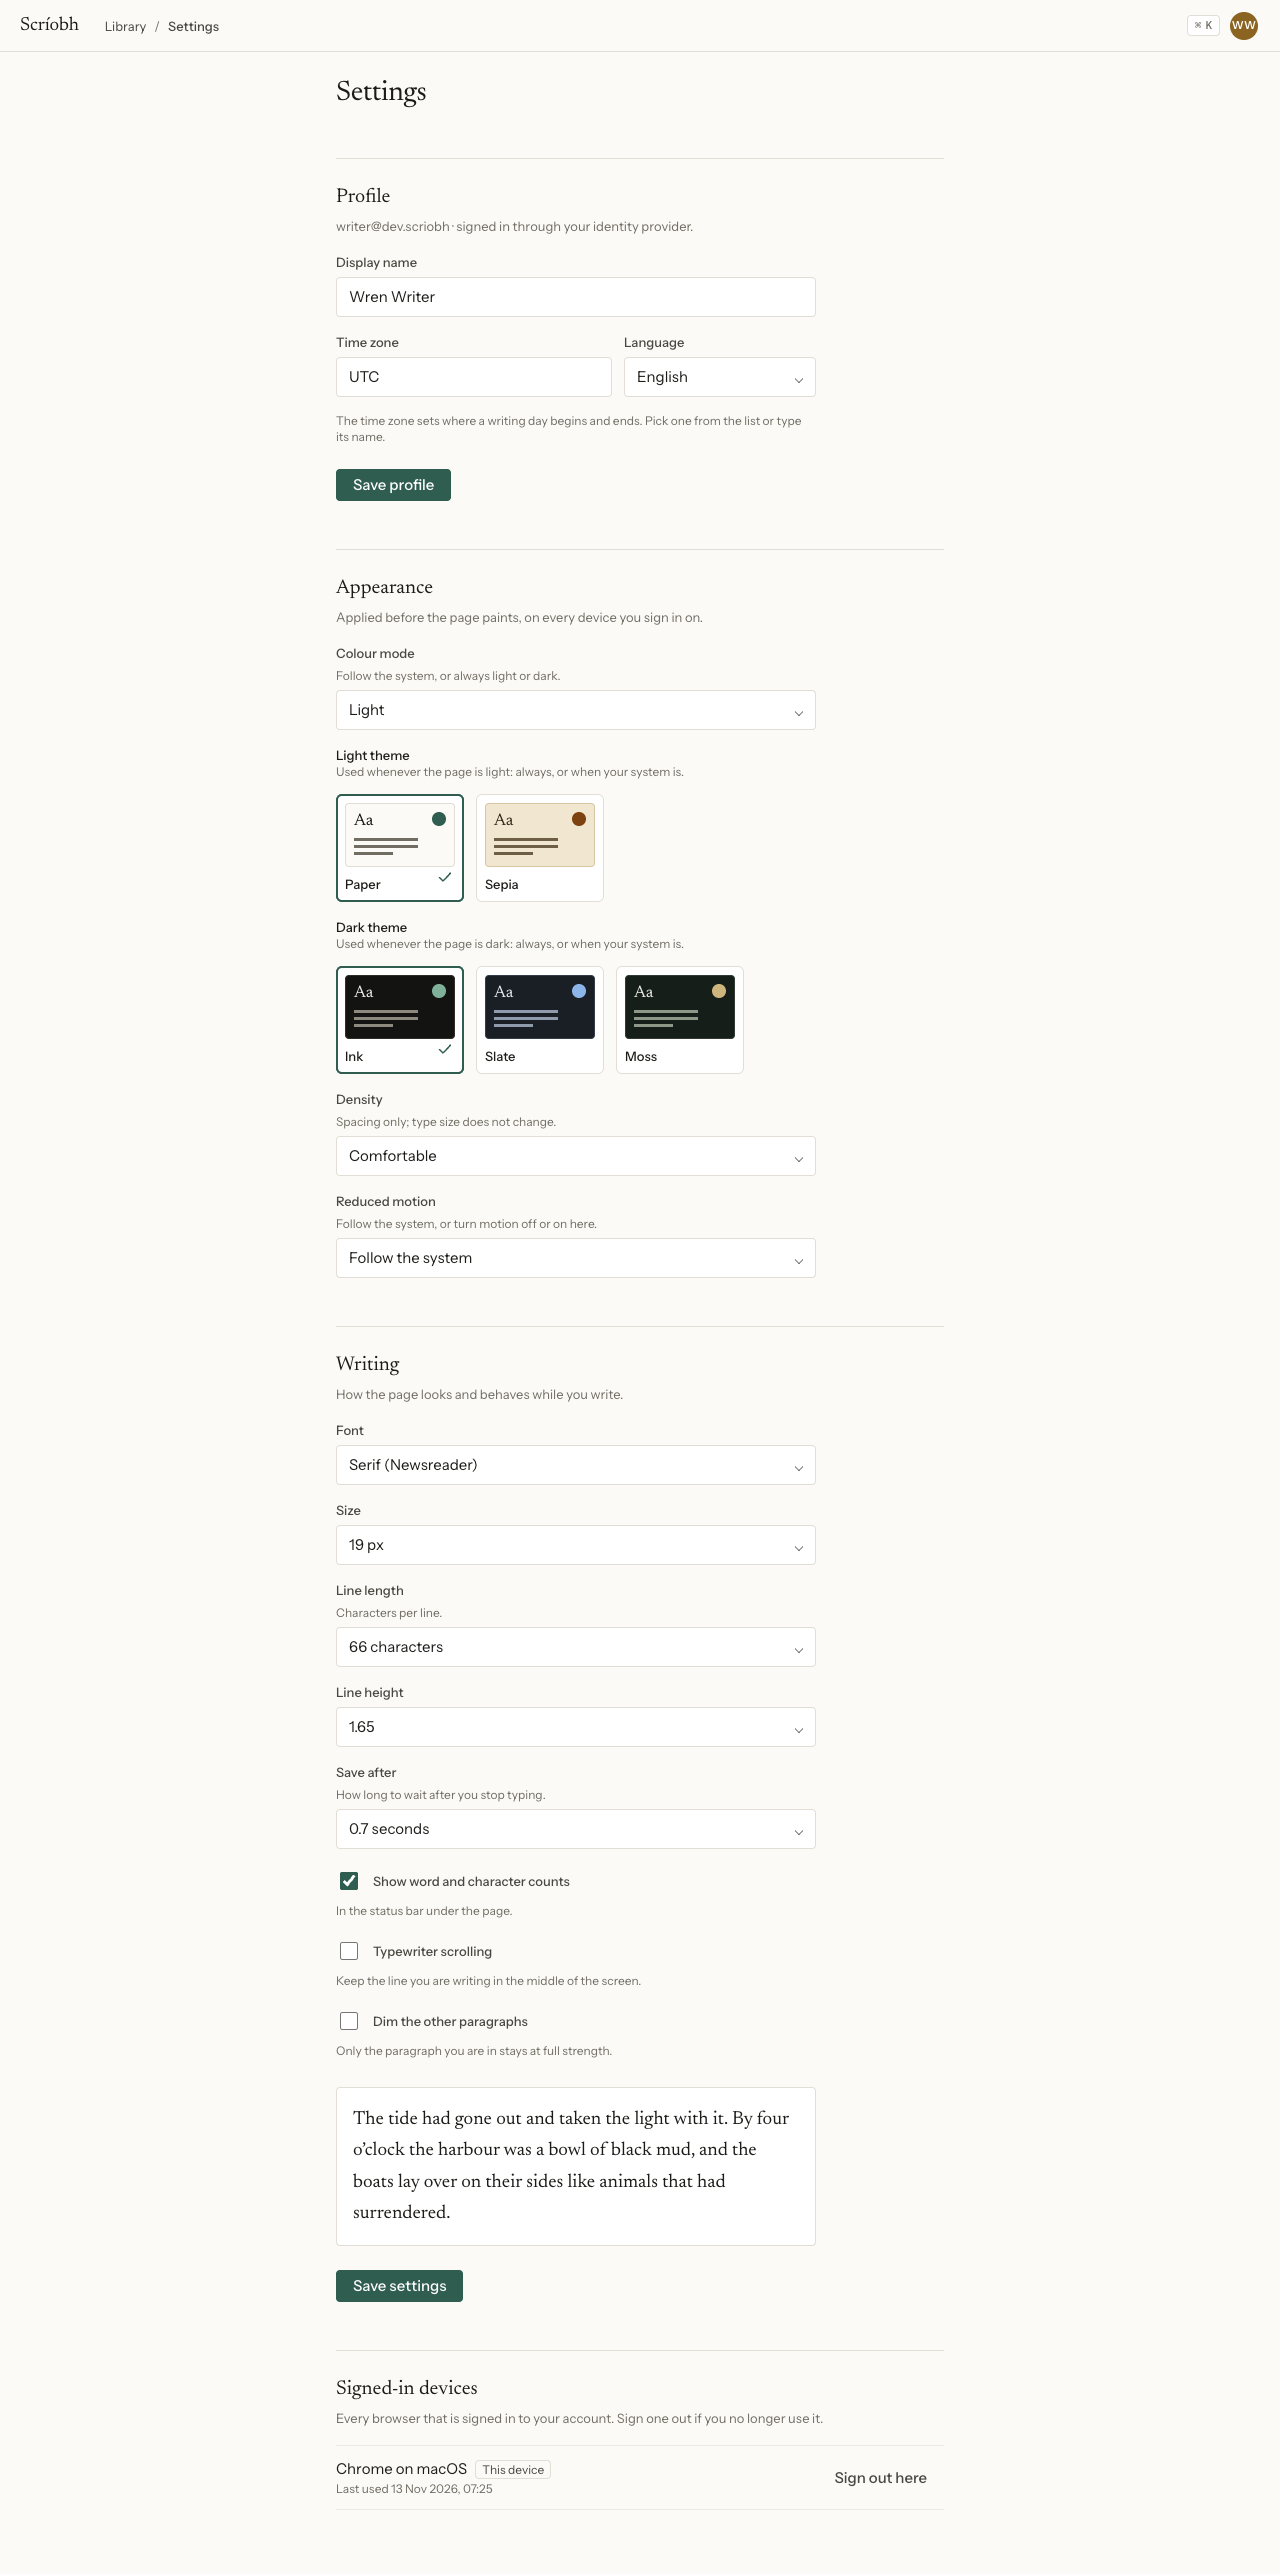 Scríobh Library / Settings ⌘ K WW
Settings
Profile
writer@dev.scriobh · signed in through your identity provider.
Display name
Wren Writer
Time zone Language
UTC English
The time zone sets where a writing day begins and ends. Pick one from the list or type
its name.
Save profile
Appearance
Applied before the page paints, on every device you sign in on.
Colour mode
Follow the system, or always light or dark.
Light
Light theme
Used whenever the page is light: always, or when your system is.
Aa Aa
Paper Sepia
Dark theme
Used whenever the page is dark: always, or when your system is.
Aa Aa Aa
Ink Slate Moss
Density
Spacing only; type size does not change.
Comfortable
Reduced motion
Follow the system, or turn motion off or on here.
Follow the system
Writing
How the page looks and behaves while you write.
Font
Serif (Newsreader)
Size
19 px
Line length
Characters per line.
66 characters
Line height
1.65
Save after
How long to wait after you stop typing.
0.7 seconds
Show word and character counts
In the status bar under the page.
Typewriter scrolling
Keep the line you are writing in the middle of the screen.
Dim the other paragraphs
Only the paragraph you are in stays at full strength.
The tide had gone out and taken the light with it. By four
o’clock the harbour was a bowl of black mud, and the
boats lay over on their sides like animals that had
surrendered.
Save settings
Signed-in devices
Every browser that is signed in to your account. Sign one out if you no longer use it.
Chrome on macOS This device
Last used 13 Nov 2026, 07:25
Sign out here